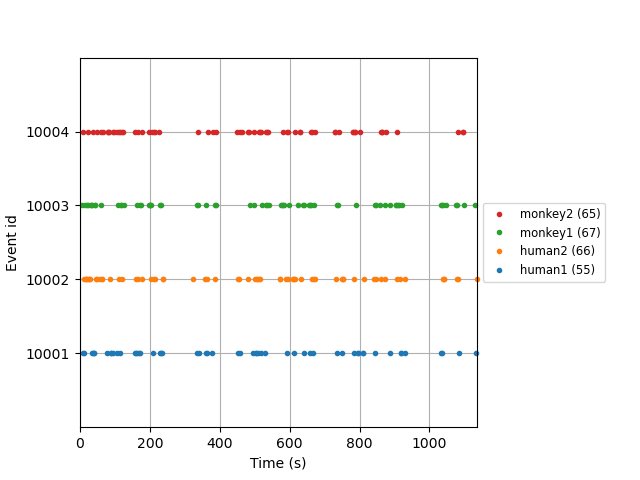 10004
10003
10002
10001
Event id
0 200 400 600 800 1000
Time (s)
monkey2 (65)
monkey1 (67)
human2 (66)
human1 (55)